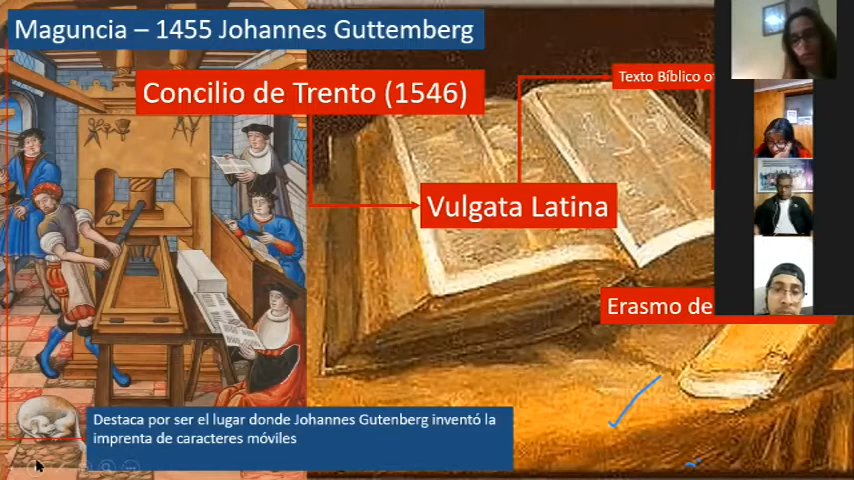 Maguncia – 1455 Johannes Guttemberg
Concilio de Trento (1546)
Texto Bíblico
Vulgata Latina
Erasmo de
Destaca por ser el lugar donde Johannes Gutenberg inventó la
imprenta de caracteres móviles